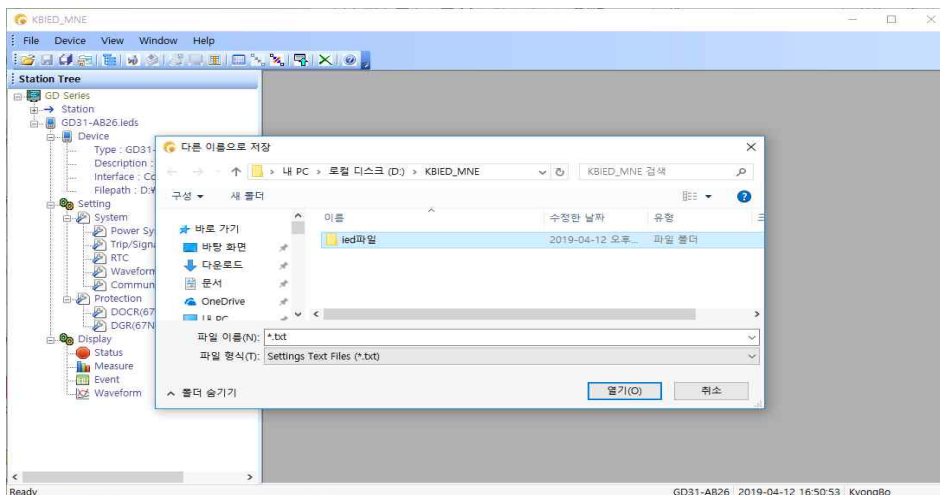 KBIED_MNE
File Device View Window Help
Station Tree
GD Series
Station
GD31-AB26.ieds
Device
Type : GD31-
Description :
Interface : Co
Filepath : D:₩
Setting
System
Power Sy
Trip/Signa
RTC
Waveform
Commun
Protection
DOCR(67
DGR(67N
Display
Status
Measure
Event
Waveform
다른 이름으로 저장
내 PC > 로컬 디스크 (D:) > KBIED_MNE
KBIED_MNE 검색
구성 새 폴더
이름 수정한 날짜 유형
바로 가기
바탕 화면
다운로드
문서
OneDrive
내 PC
ied파일 2019-04-12 오후... 파일 폴더
파일 이름(N): *.txt
파일 형식(T): Settings Text Files (*.txt)
폴더 숨기기
열기(O) 취소
Ready GD31-AB26 2019-04-12 16:50:53 KyongBo